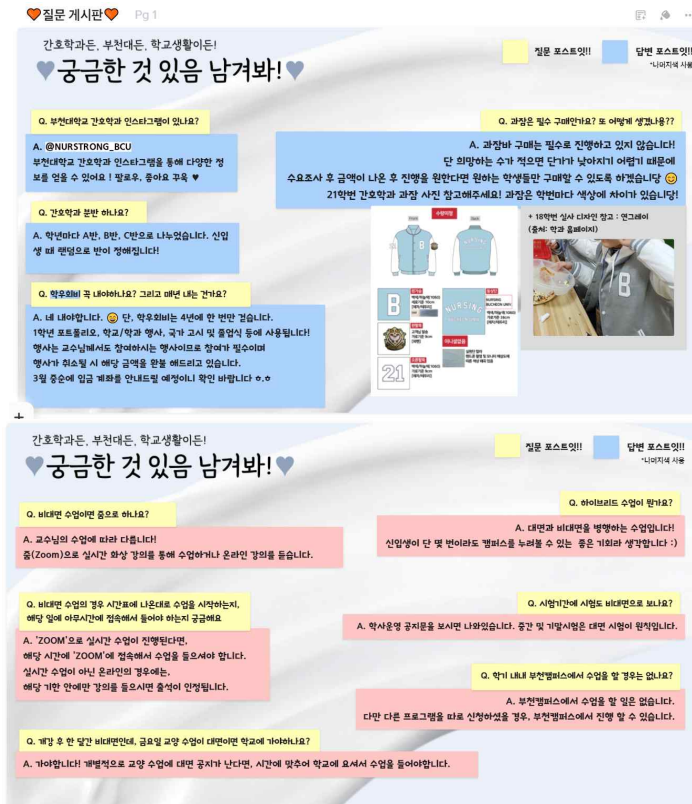 🧡질문 게시판🧡 Pg 1
간호학과든, 부천대든, 학교생활이든!
♥궁금한 것 있음 남겨봐!♥
질문 포스트잇!!
답변 포스트잇!!
*나머지색 사용
Q. 부천대학교 간호학과 인스타그램이 있나요?
A. @NURSTRONG_BCU
부천대학교 간호학과 인스타그램을 통해 다양한 정
보를 얻을 수 있어요 ! 팔로우, 좋아요 꾸욱 ♥
Q. 간호학과 분반 하나요?
A. 학년마다 A반, B반, C반으로 나누었습니다. 신입
생 때 랜덤으로 반이 정해집니다!
Q. 학우회비 꼭 내야하나요? 그리고 매년 내는 건가요?
A. 네 내야합니다. 😊 단, 학우회비는 4년에 한 번만 걷습니다.
1학년 포트폴리오, 학교/학과 행사, 국가 고시 및 졸업식 등에 사용됩니다!
행사는 교수님께서도 참여하시는 행사이므로 참여가 필수이며
행사가 취소될 시 해당 금액을 환불 해드리고 있습니다.
3월 중순에 입금 계좌를 안내드릴 예정이니 확인 바랍니다 ㅎ.ㅎ
Q. 과잠은 필수 구매인가요? 또 어떻게 생겼나용??
A. 과잠바 구매는 필수로 진행하고 있지 않습니다!
단 희망하는 수가 적으면 단가가 낮아지기 어렵기 때문에
수요조사 후 금액이 나온 후 진행을 원한다면 원하는 학생들만 구매할 수 있도록 하겠습니당 😊
21학번 간호학과 과잠 사진 참고해주세요! 과잠은 학번마다 색상에 차이가 있습니당!
B
NURSING
21
+ 18학번 실사 디자인 참고 : 연그레이
(출처: 학과 홈페이지)
B
간호학과든, 부천대든, 학교생활이든!
♥궁금한 것 있음 남겨봐!♥
질문 포스트잇!!
답변 포스트잇!!
*나머지색 사용
Q. 비대면 수업이면 줌으로 하나요?
A. 교수님의 수업에 따라 다릅니다!
줌(Zoom)으로 실시간 화상 강의를 통해 수업하거나 온라인 강의를 듣습니다.
Q. 하이브리드 수업이 뭔가요?
A. 대면과 비대면을 병행하는 수업입니다!
신입생이 단 몇 번이라도 캠퍼스를 누려볼 수 있는 좋은 기회라 생각합니다 :)
Q. 비대면 수업의 경우 시간표에 나온대로 수업을 시작하는지,
해당 일에 아무시간에 접속해서 들어야 하는지 궁금해요
A. 'ZOOM'으로 실시간 수업이 진행된다면,
해당 시간에 'ZOOM'에 접속해서 수업을 들으셔야 합니다.
실시간 수업이 아닌 온라인의 경우에는,
해당 기한 안에만 강의를 들으시면 출석이 인정됩니다.
Q. 시험기간에 시험도 비대면으로 보나요?
A. 학사운영 공지문을 보시면 나와있습니다. 중간 및 기말시험은 대면 시험이 원칙입니다.
Q. 학기 내내 부천캠퍼스에서 수업을 할 경우는 없나요?
A. 부천캠퍼스에서 수업을 할 일은 없습니다.
다만 다른 프로그램을 따로 신청하셨을 경우, 부천캠퍼스에서 진행 할 수 있습니다.
Q. 개강 후 한 달간 비대면인데, 금요일 교양 수업이 대면이면 학교에 가야하나요?
A. 가야합니다! 개별적으로 교양 수업에 대면 공지가 난다면, 시간에 맞추어 학교에 오셔서 수업을 들어야합니다.